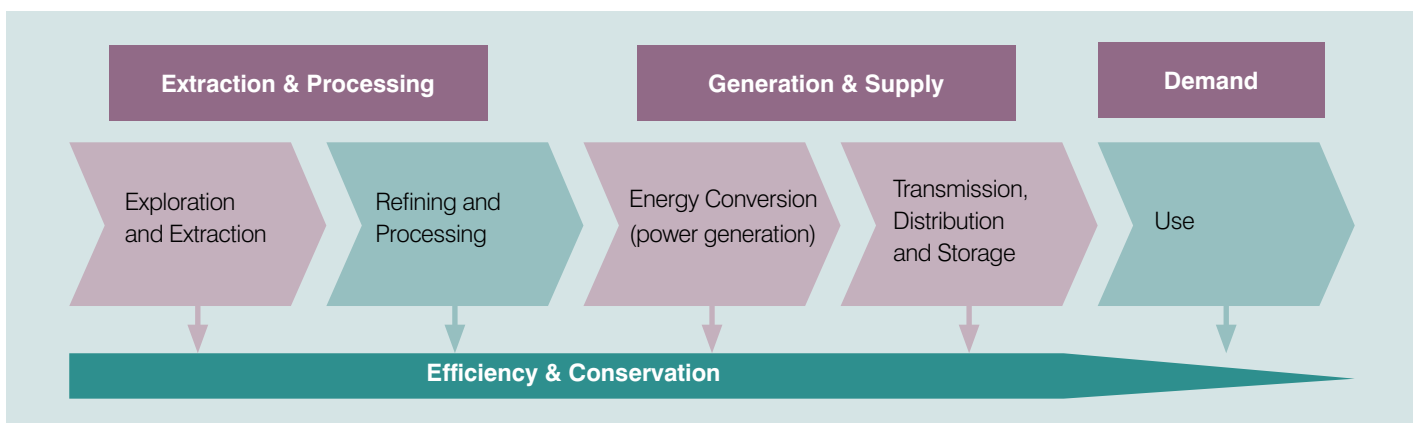 Extraction & Processing
Generation & Supply
Demand
Exploration
and Extraction
Refining and
Processing
Energy Conversion
(power generation)
Transmission,
Distribution
and Storage
Use
Efficiency & Conservation